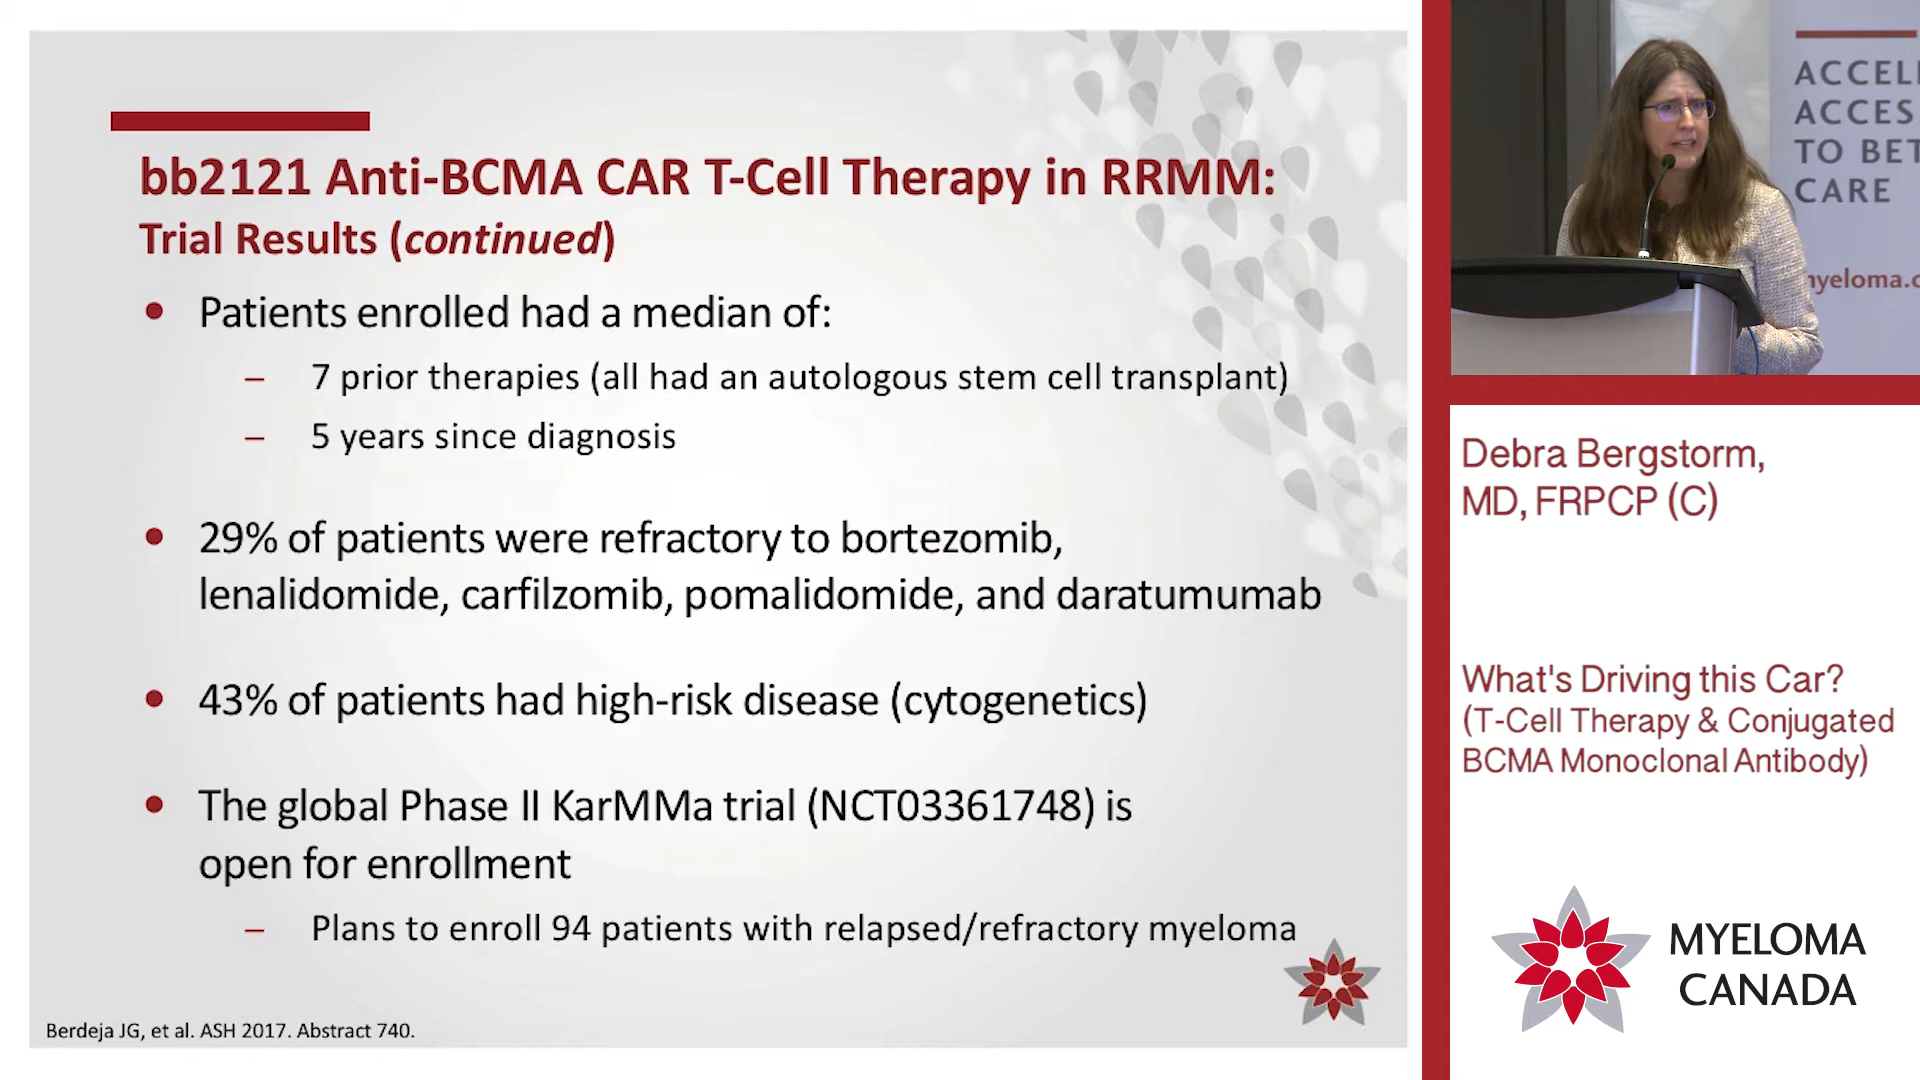 bb2121 Anti-BCMA CAR T-Cell Therapy in RRMM:
Trial Results (continued)
• Patients enrolled had a median of:
– 7 prior therapies (all had an autologous stem cell transplant)
– 5 years since diagnosis
• 29% of patients were refractory to bortezomib,
lenalidomide, carfilzomib, pomalidomide, and daratumumab
• 43% of patients had high-risk disease (cytogenetics)
• The global Phase II KarMMa trial (NCT03361748) is
open for enrollment
– Plans to enroll 94 patients with relapsed/refractory myeloma
Berdeja JG, et al. ASH 2017. Abstract 740.
ACCEL
ACCES
TO BET
CARE
myeloma.c
Debra Bergstorm,
MD, FRPCP (C)
What's Driving this Car?
(T-Cell Therapy & Conjugated
BCMA Monoclonal Antibody)
MYELOMA
CANADA